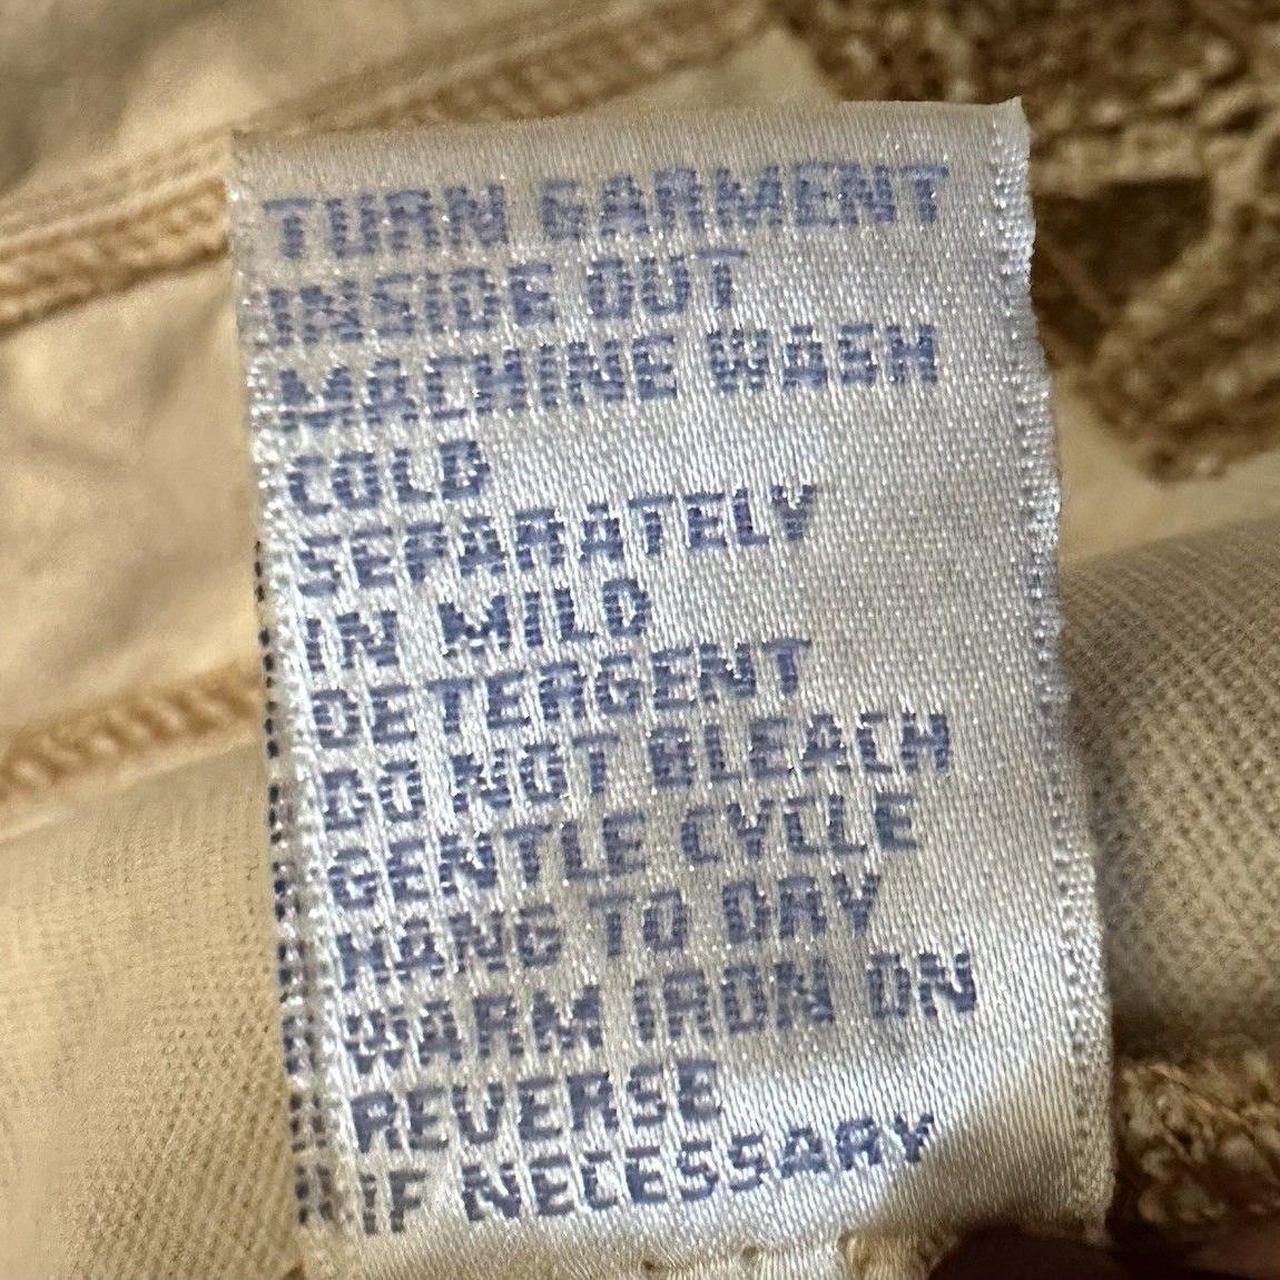 TURN GARMENT
INSIDE OUT
MACHINE WASH
COLD
SEPARATELY
IN MILD
DETERGENT
DO NOT BLEACH
GENTLE CYCLE
HANG TO DRY
WARM IRON ON
REVERSE
IF NECESSARY